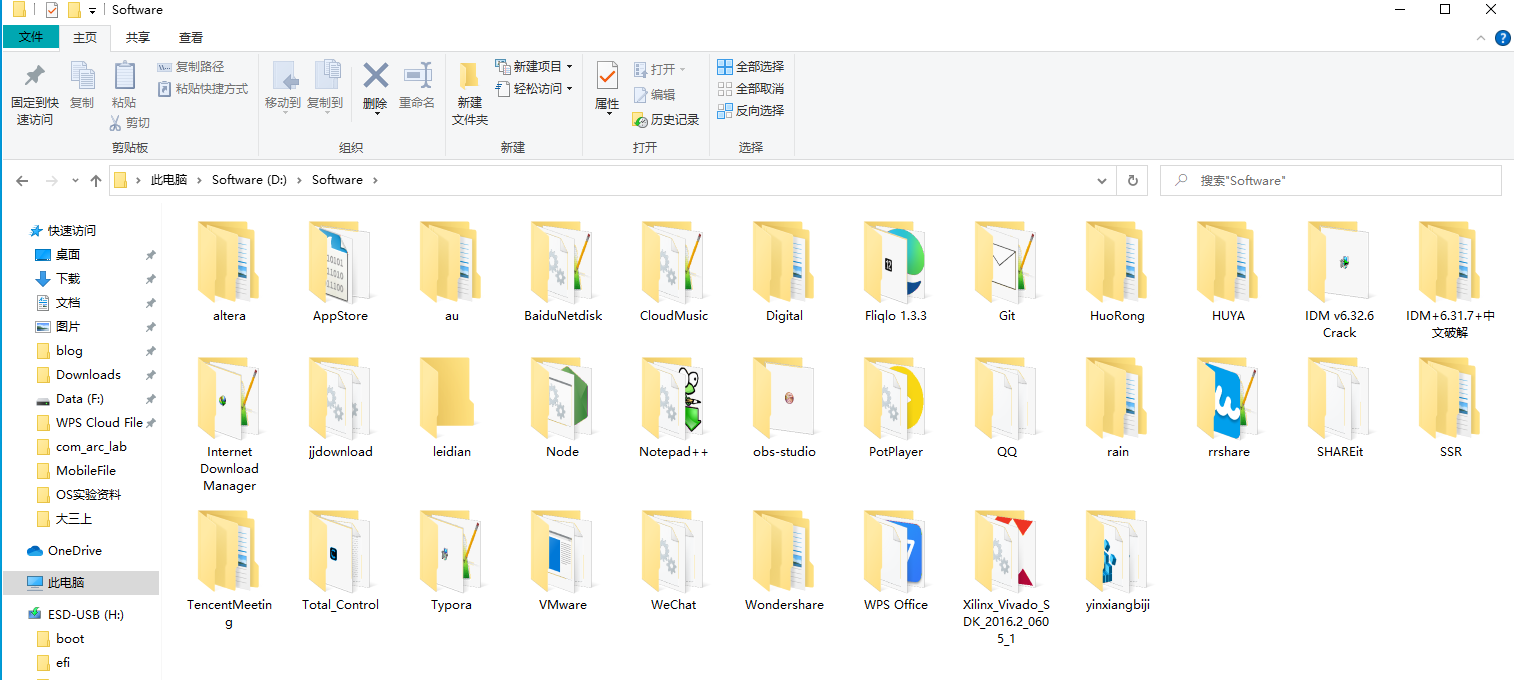 Software
文件 主页 共享 查看
固定到快速访问
复制
粘贴
复制路径
粘贴快捷方式
剪切
剪贴板
移动到
复制到
删除
重命名
组织
新建文件夹
新建项目
轻松访问
新建
属性
打开
编辑
历史记录
打开
全部选择
全部取消
反向选择
选择
此电脑 Software (D:) Software
搜索"Software"
快速访问
桌面
下载
文档
图片
blog
Downloads
Data (F:)
WPS Cloud File
com_arc_lab
MobileFile
OS实验资料
大三上
OneDrive
此电脑
ESD-USB (H:)
boot
efi
altera
AppStore
au
BaiduNetdisk
CloudMusic
Digital
Fliqlo 1.3.3
Git
HuoRong
HUYA
IDM v6.32.6
Crack
IDM+6.31.7+中
文破解
Internet
Download
Manager
jjdownload
leidian
Node
Notepad++
obs-studio
PotPlayer
QQ
rain
rrshare
SHAREit
SSR
TencentMeetin
g
Total_Control
Typora
VMware
WeChat
Wondershare
WPS Office
Xilinx_Vivado_S
DK_2016.2_060
5_1
yinxiangbiji